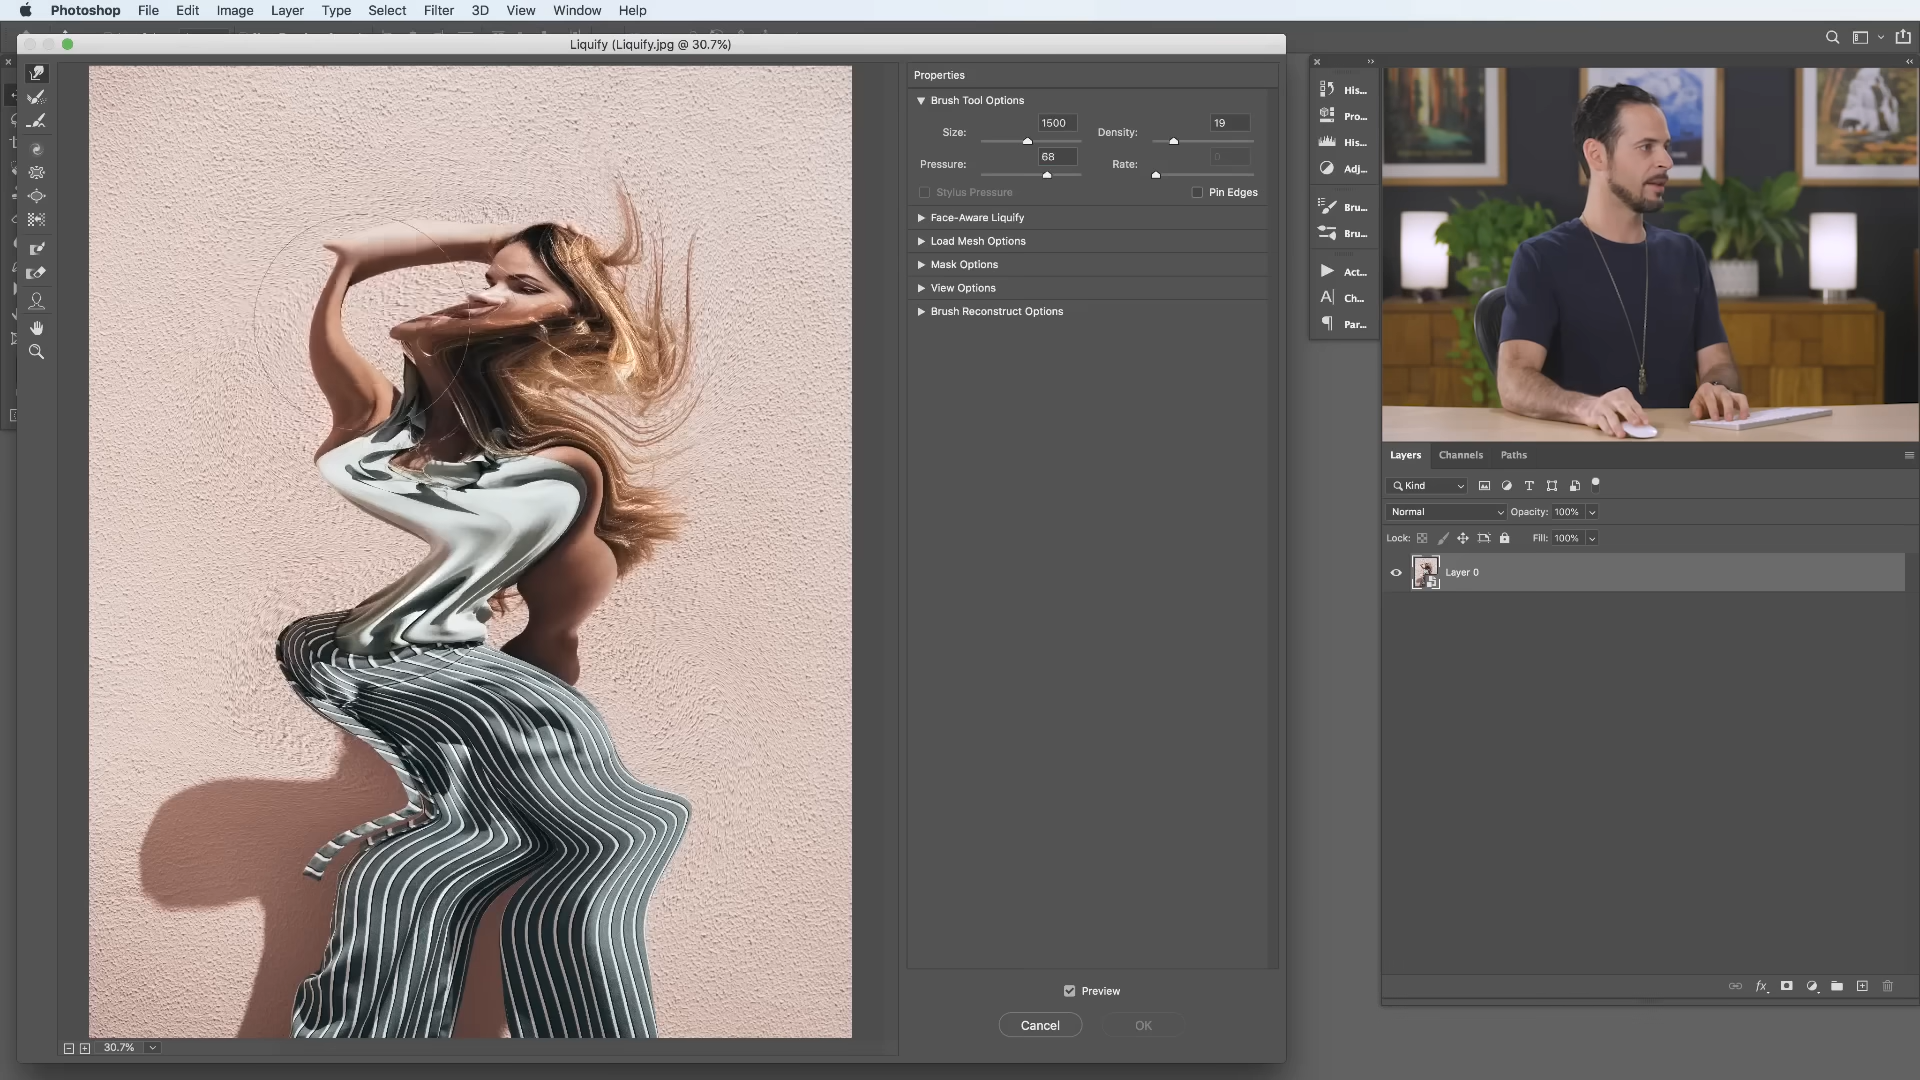 Photoshop File Edit Image Layer Type Select Filter 3D View Window Help
Liquify (Liquify.jpg @ 30.7%)
Properties
Brush Tool Options
Size: 1500 Density: 19
Pressure: 68 Rate: 0
Stylus Pressure Pin Edges
Face-Aware Liquify
Load Mesh Options
Mask Options
View Options
Brush Reconstruct Options
Preview
Cancel OK
30.7%
His...
Pro...
His...
Adj...
Bru...
Bru...
Act...
Ch...
Par...
Layers Channels Paths
Kind
Normal Opacity: 100%
Lock: Fill: 100%
Layer 0
fx